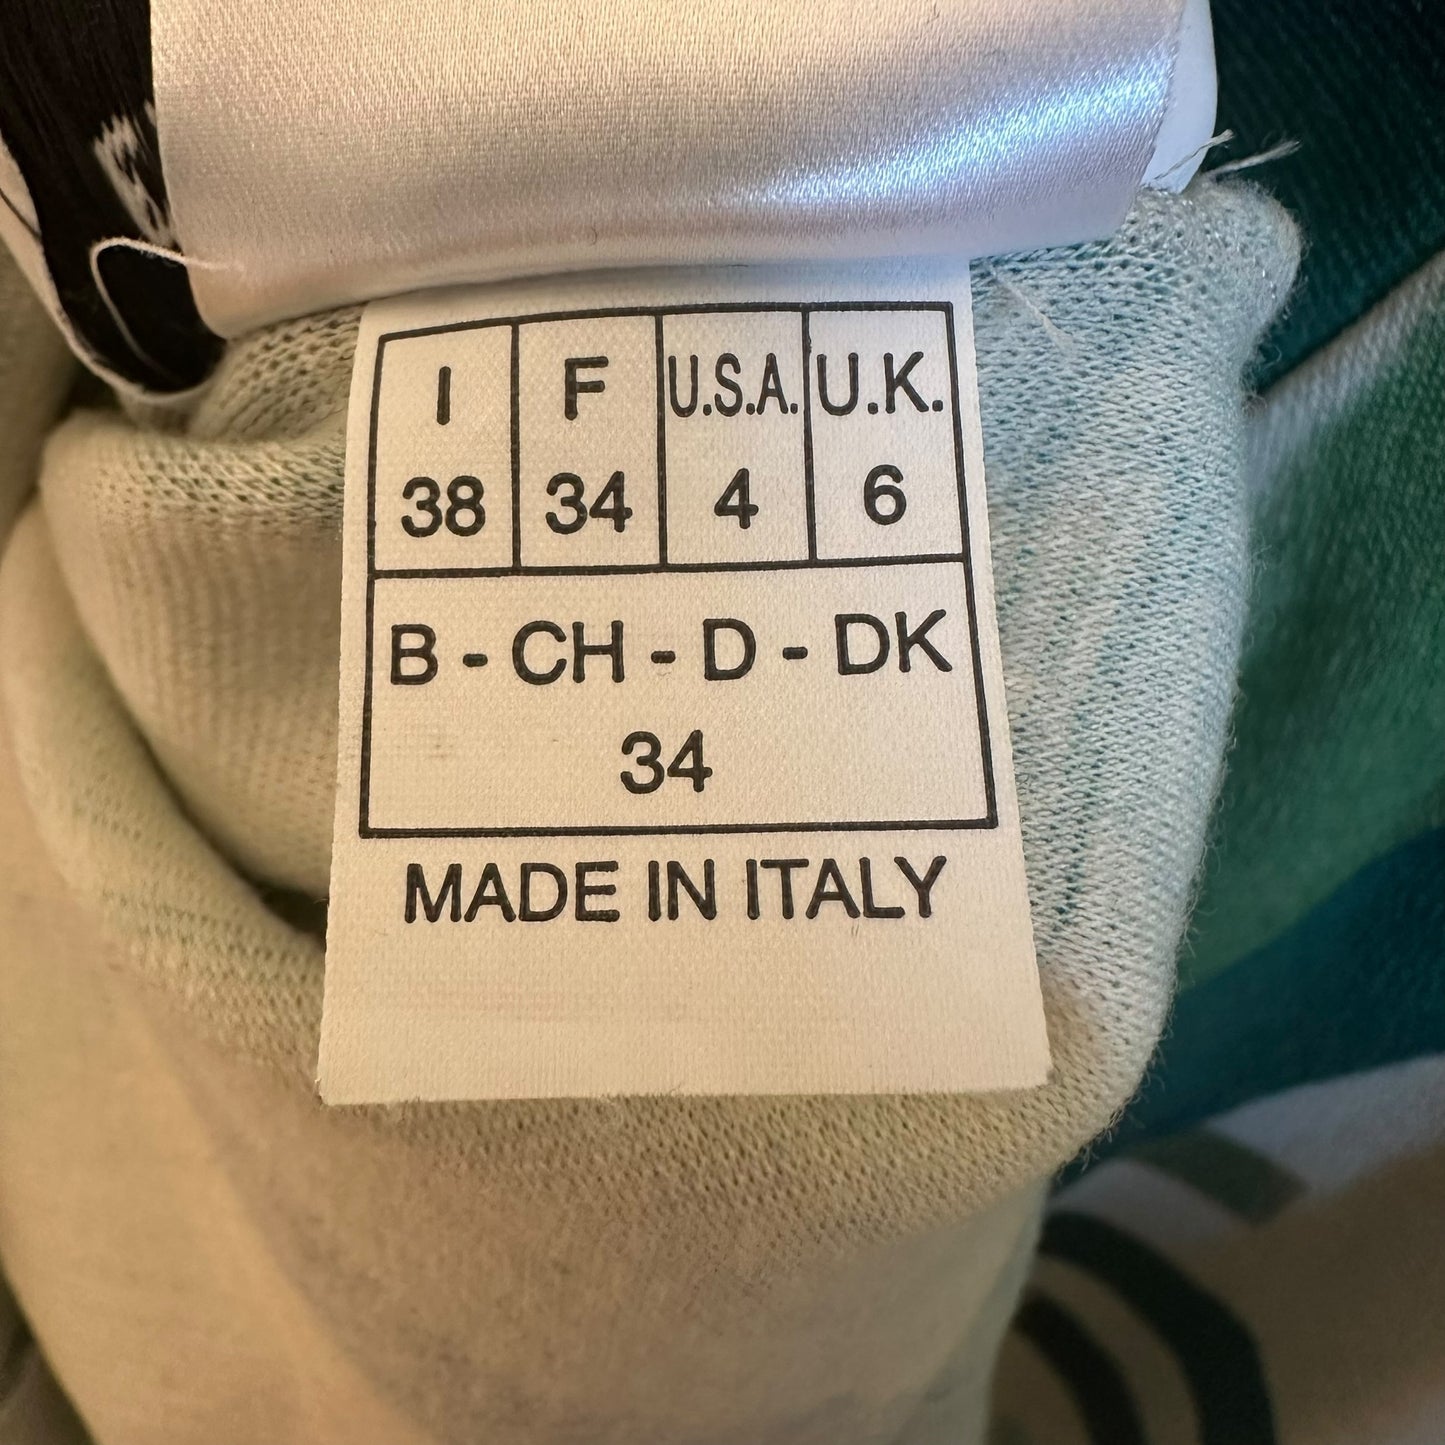 I F U.S.A. U.K.
38 34 4 6
B - CH - D - DK
34
MADE IN ITALY